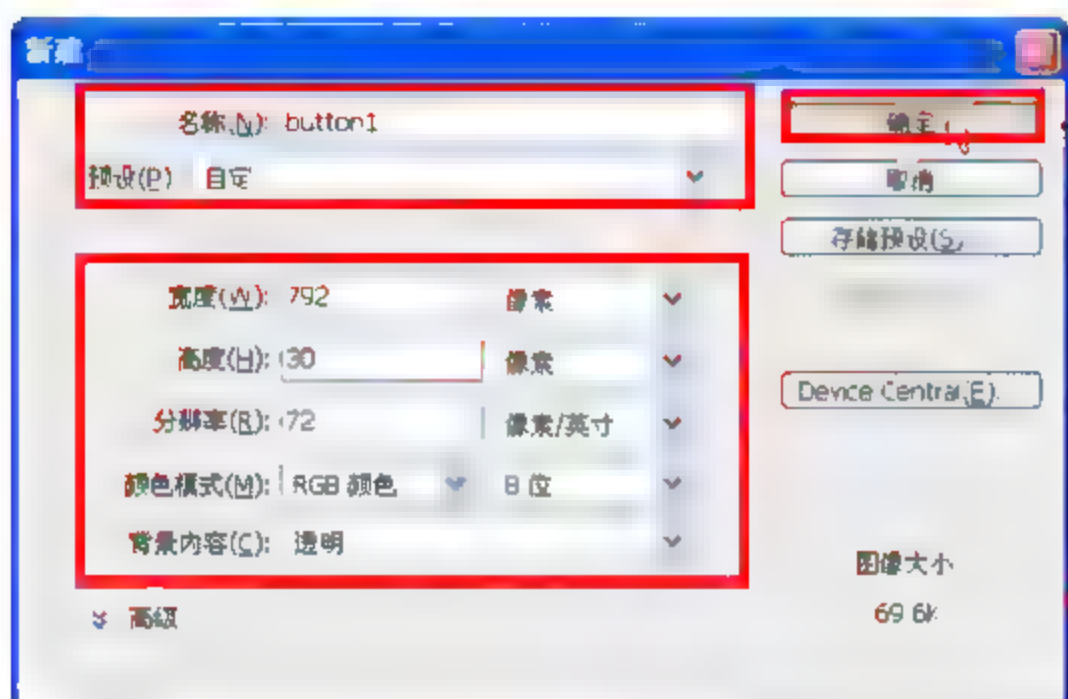 新建
名称(N): button1
确定
预设(P) 自定
取消
存储预设(S)
宽度(W): 792 像素
高度(H): 30 像素
Device Central(E).
分辨率(R): 72 像素/英寸
颜色模式(M): RGB 颜色 8 位
背景内容(C): 透明
图像大小
高级
69.6K